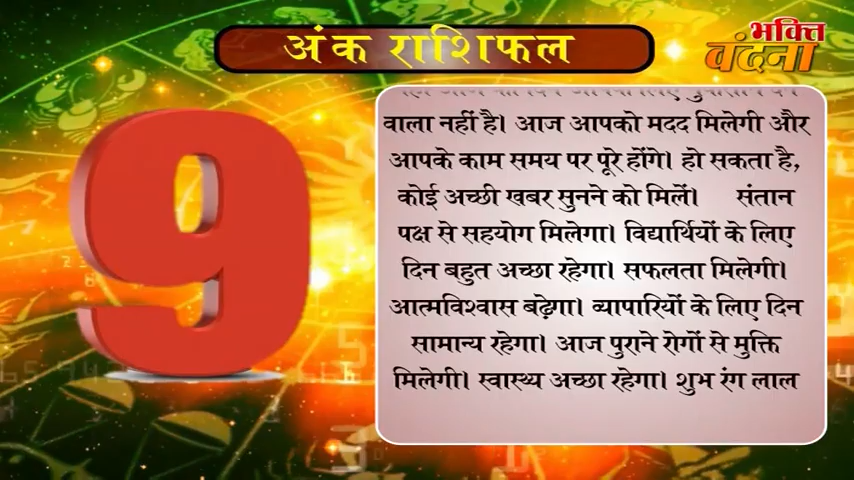 अंक राशिफल
भक्ति
वंदना
9
वाला नहीं है। आज आपको मदद मिलेगी और
आपके काम समय पर पूरे होंगे। हो सकता है,
कोई अच्छी खबर सुनने को मिलें। संतान
पक्ष से सहयोग मिलेगा। विद्यार्थियों के लिए
दिन बहुत अच्छा रहेगा। सफलता मिलेगी।
आत्मविश्वास बढ़ेगा। व्यापारियों के लिए दिन
सामान्य रहेगा। आज पुराने रोगों से मुक्ति
मिलेगी। स्वास्थ्य अच्छा रहेगा। शुभ रंग लाल